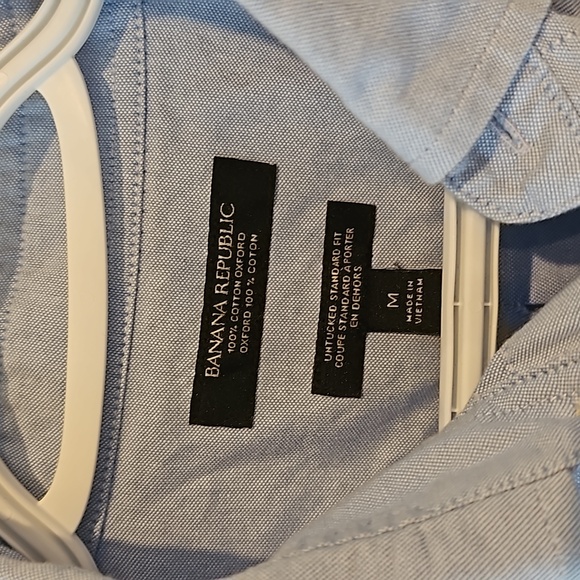 BANANA REPUBLIC
100% COTTON OXFORD
OXFORD 100% COTON
UNTUCKED STANDARD FIT
COUPE STANDARD À PORTER
EN DEHORS
M
MADE IN
VIETNAM